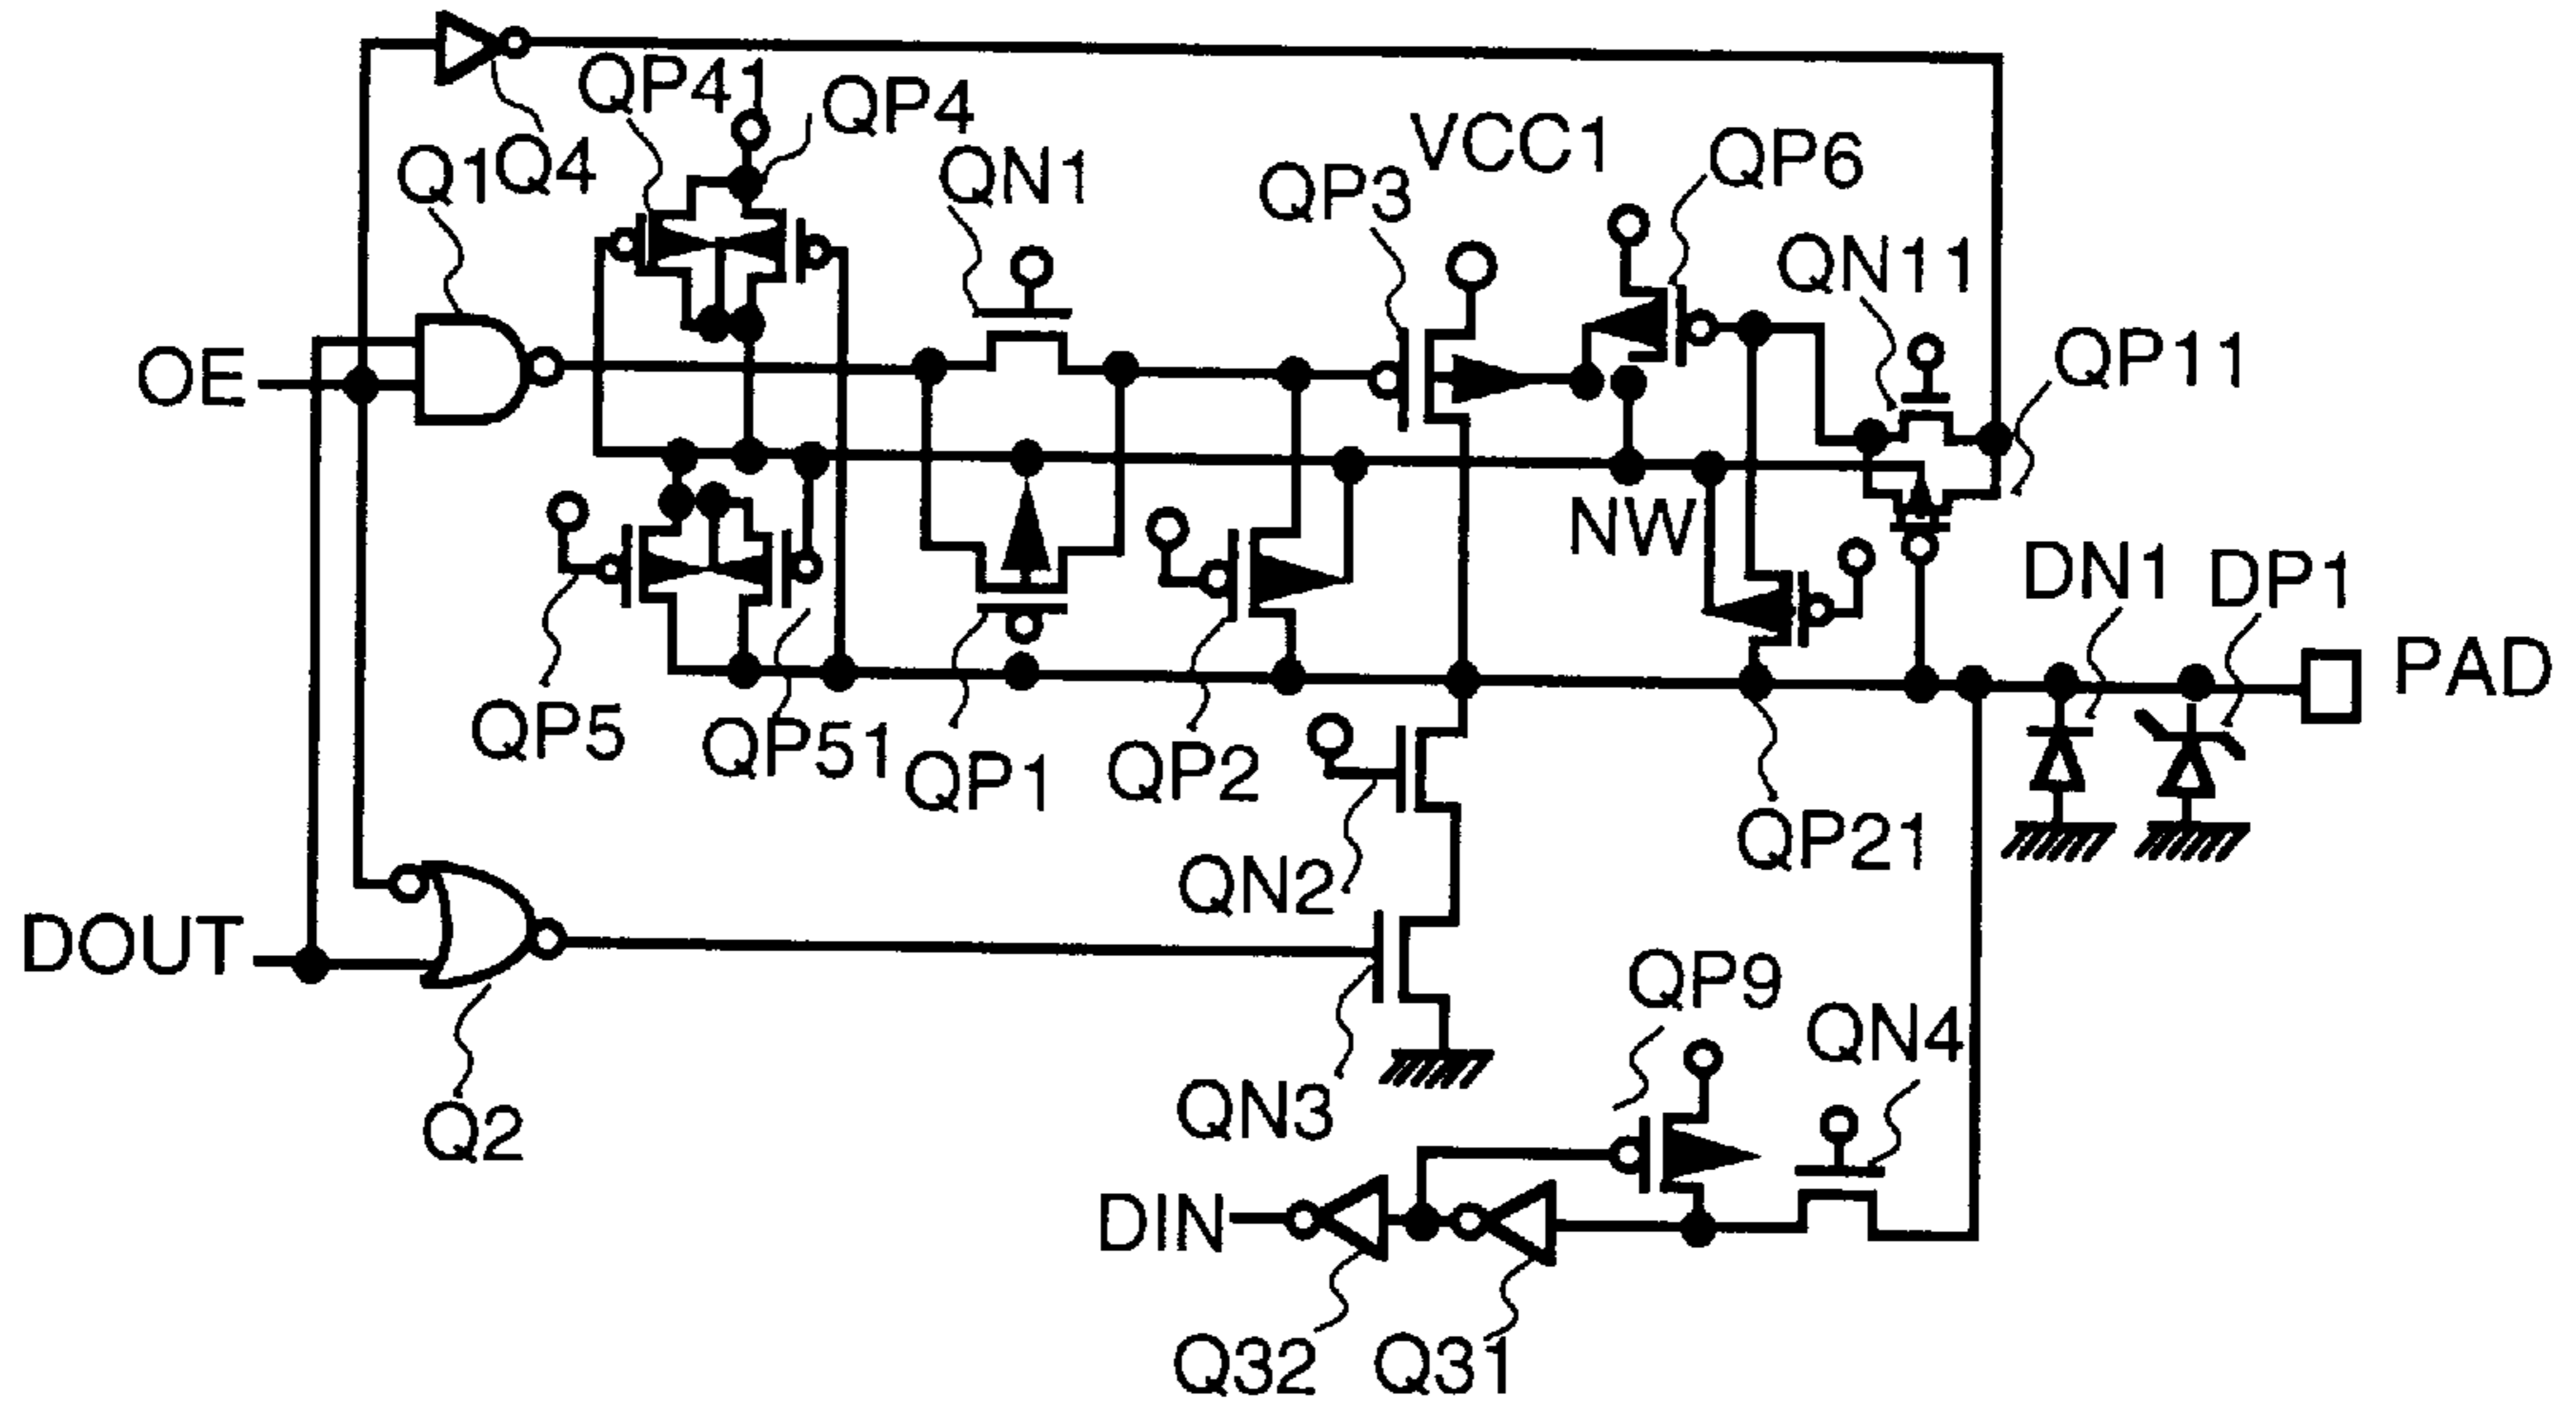 QP41
QP4
VCC1
Q1
Q4
QN1
QP3
QP6
QN11
OE
QP11
NW
DN1
DP1
PAD
QP5
QP51
QP1
QP2
QP21
QN2
DOUT
QP9
QN4
QN3
Q2
DIN
Q32
Q31